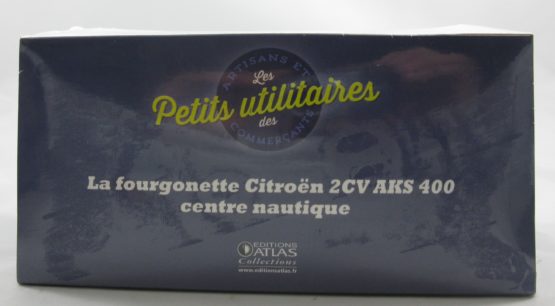 ARTISANS ET
Les
Petits utilitaires
des
COMMERÇANTS
La fourgonette Citroën 2CV AKS 400
centre nautique
EDITIONS
ATLAS
Collections
www.editionsatlas.fr